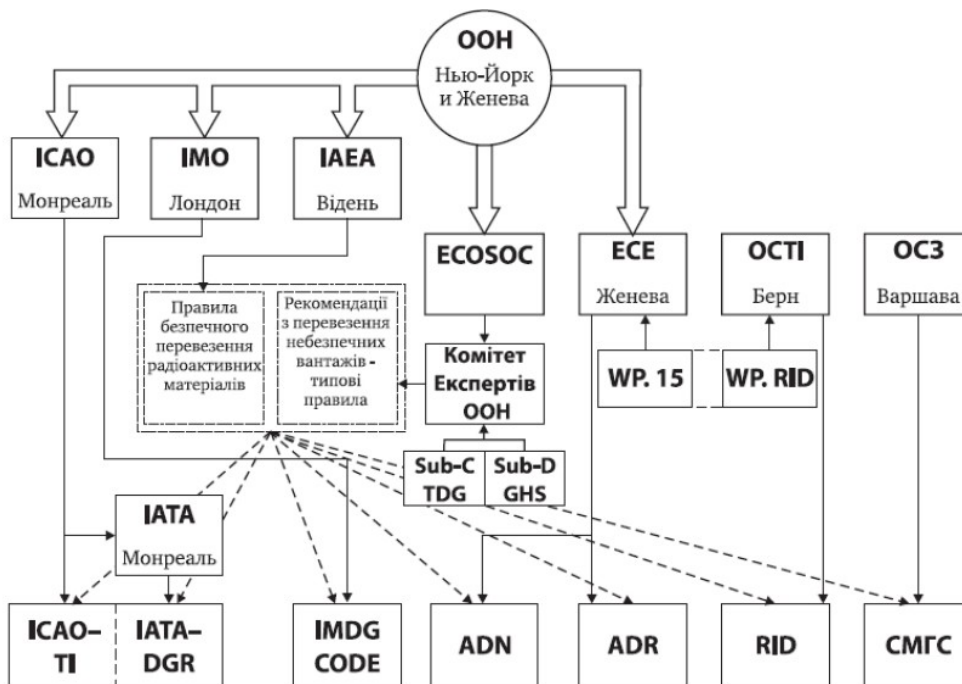 ООН
Нью-Йорк
и Женева
ICAO
Монреаль
IMO
Лондон
IAEA
Відень
ECOSOC
ECE
Женева
ОСТІ
Берн
ОСЗ
Варшава
Правила
безпечного
перевезення
радіоактивних
матеріалів
Рекомендації
з перевезення
небезпечних
вантажів -
типові
правила
Комітет
Експертів
ООН
WP. 15
WP. RID
Sub-C
TDG
Sub-D
GHS
IATA
Монреаль
ICAO–
TI
IATA–
DGR
IMDG
CODE
ADN
ADR
RID
СМГС